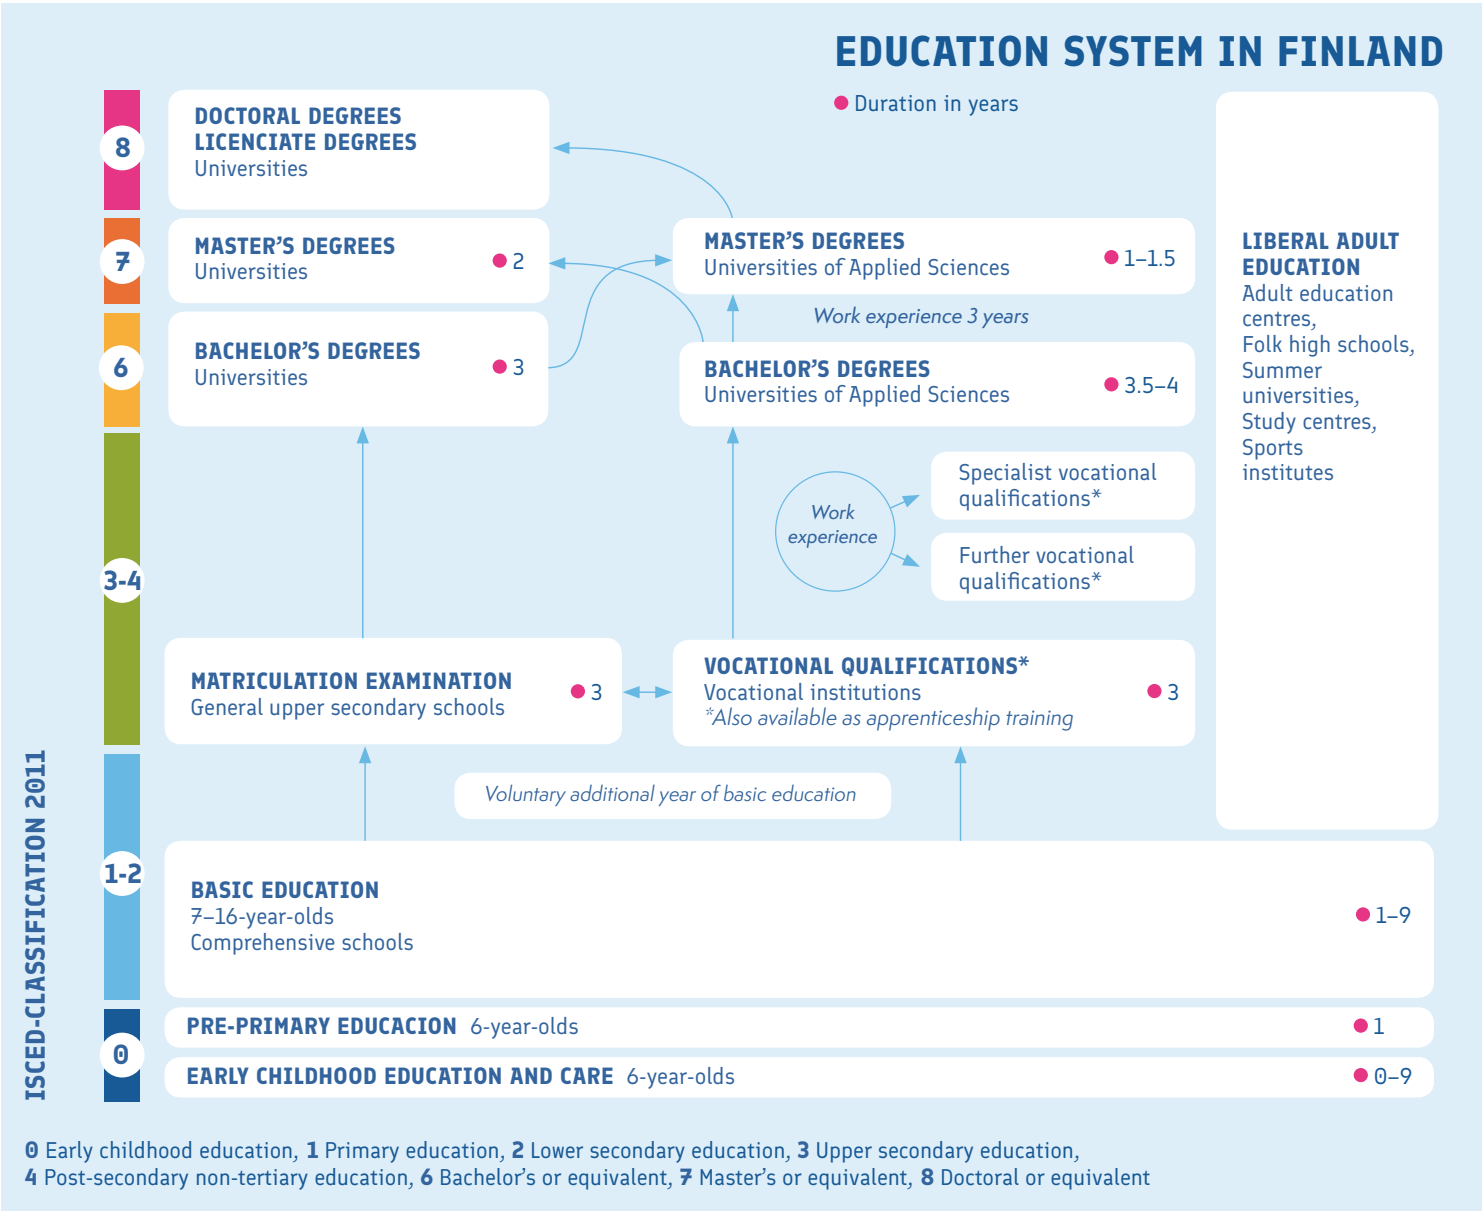 EDUCATION SYSTEM IN FINLAND
Duration in years
8
DOCTORAL DEGREES
LICENCIATE DEGREES
Universities
7
MASTER'S DEGREES
Universities
2
MASTER'S DEGREES
Universities of Applied Sciences
1–1.5
Work experience 3 years
6
BACHELOR'S DEGREES
Universities
3
BACHELOR'S DEGREES
Universities of Applied Sciences
3.5–4
LIBERAL ADULT
EDUCATION
Adult education
centres,
Folk high schools,
Summer
universities,
Study centres,
Sports
institutes
3-4
Work
experience
Specialist vocational
qualifications*
Further vocational
qualifications*
MATRICULATION EXAMINATION
General upper secondary schools
3
VOCATIONAL QUALIFICATIONS*
Vocational institutions
*Also available as apprenticeship training
3
Voluntary additional year of basic education
ISCED-CLASSIFICATION 2011
1-2
BASIC EDUCATION
7–16-year-olds
Comprehensive schools
1–9
0
PRE-PRIMARY EDUCACION 6-year-olds
1
EARLY CHILDHOOD EDUCATION AND CARE 6-year-olds
0–9
0 Early childhood education, 1 Primary education, 2 Lower secondary education, 3 Upper secondary education,
4 Post-secondary non-tertiary education, 6 Bachelor's or equivalent, 7 Master's or equivalent, 8 Doctoral or equivalent